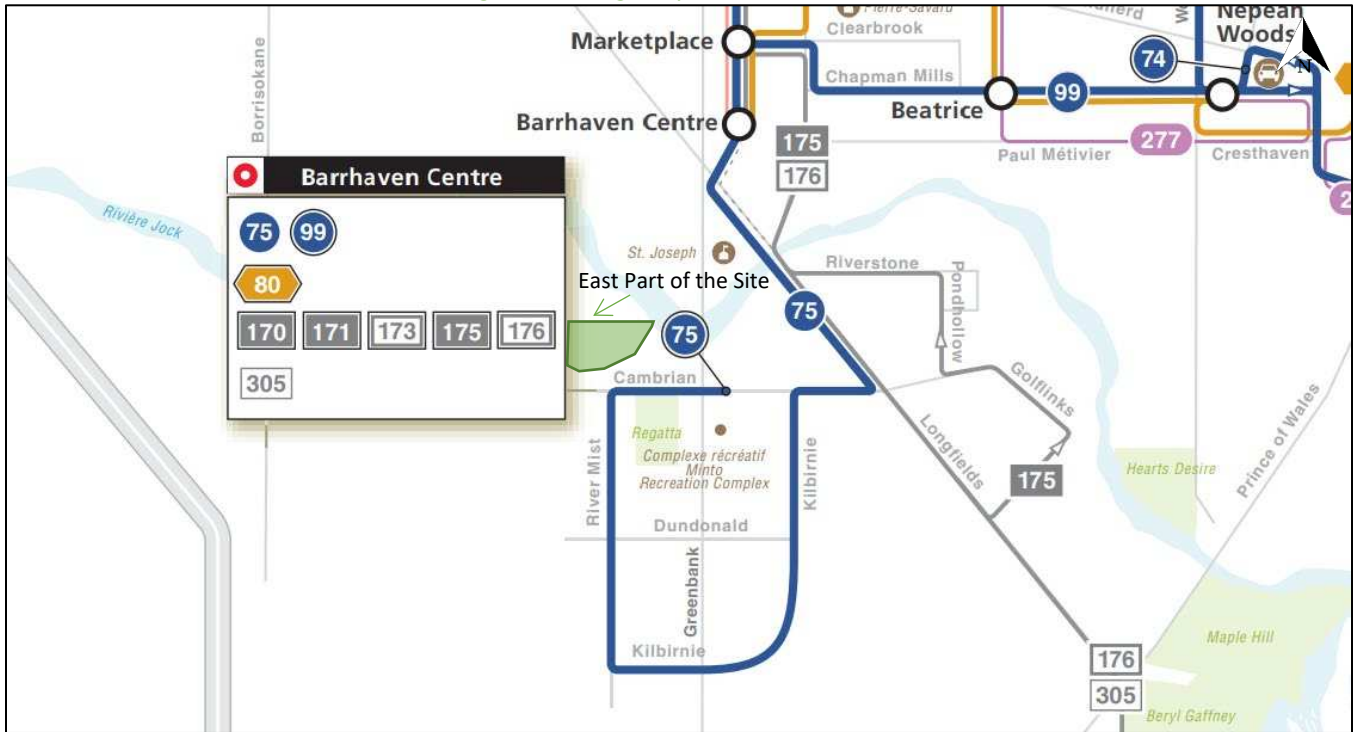 Pierre-Savard
Clearbrook
Nepean
Woods
Marketplace
74
N
Chapman Mills
99
Beatrice
Borrisokane
Barrhaven Centre
175
176
Paul Métivier
277
Cresthaven
Barrhaven Centre
75
99
80
170
171
173
175
176
305
Rivière Jock
St. Joseph
East Part of the Site
Riverstone
Pondhollow
75
75
Cambrian
Golflinks
Regatta
Complexe récréatif
Minto
Recreation Complex
River Mist
Kilbirnie
Longfields
175
Hearts Desire
Prince of Wales
Dundonald
Greenbank
Kilbirnie
176
305
Maple Hill
Beryl Gaffney